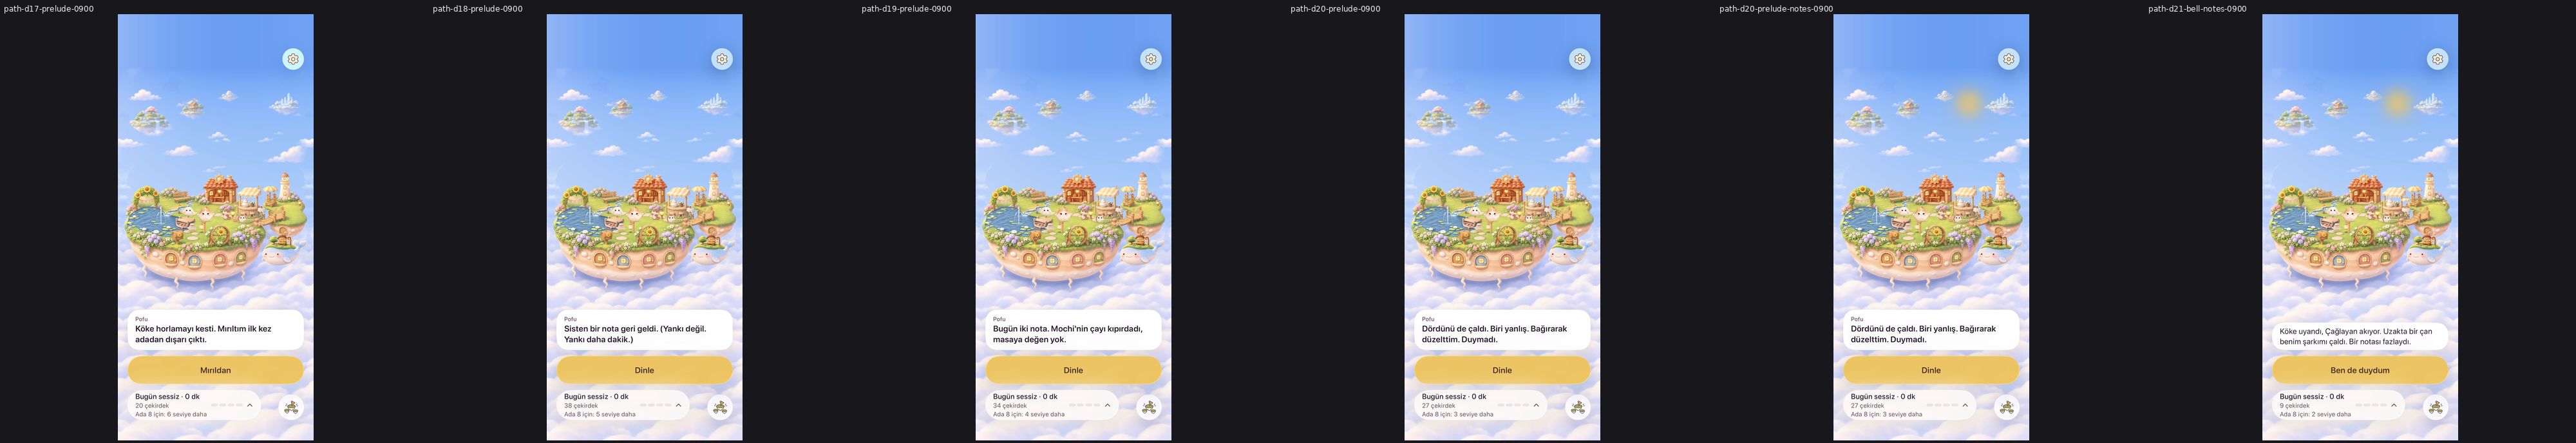 path-d17-prelude-0900
Pofu
Köke horlamayı kesti. Mırıltım ilk kez
adadan dışarı çıktı.
Mırıldan
Bugün sessiz · 0 dk
20 çekirdek
Ada 8 için: 6 seviye daha
path-d18-prelude-0900
Pofu
Sisten bir nota geri geldi. (Yankı değil.
Yankı daha dakik.)
Dinle
Bugün sessiz · 0 dk
38 çekirdek
Ada 8 için: 5 seviye daha
path-d19-prelude-0900
Pofu
Bugün iki nota. Mochi'nin çayı kıpırdadı,
masaya değen yok.
Dinle
Bugün sessiz · 0 dk
34 çekirdek
Ada 8 için: 4 seviye daha
path-d20-prelude-0900
Pofu
Dördünü de çaldı. Biri yanlış. Bağırarak
düzelttim. Duymadı.
Dinle
Bugün sessiz · 0 dk
27 çekirdek
Ada 8 için: 3 seviye daha
path-d20-prelude-notes-0900
Pofu
Dördünü de çaldı. Biri yanlış. Bağırarak
düzelttim. Duymadı.
Dinle
Bugün sessiz · 0 dk
27 çekirdek
Ada 8 için: 3 seviye daha
path-d21-bell-notes-0900
Köke uyandı, Çağlayan akıyor. Uzakta bir çan
benim şarkımı çaldı. Bir notası fazlaydı.
Ben de duydum
Bugün sessiz · 0 dk
9 çekirdek
Ada 8 için: 2 seviye daha